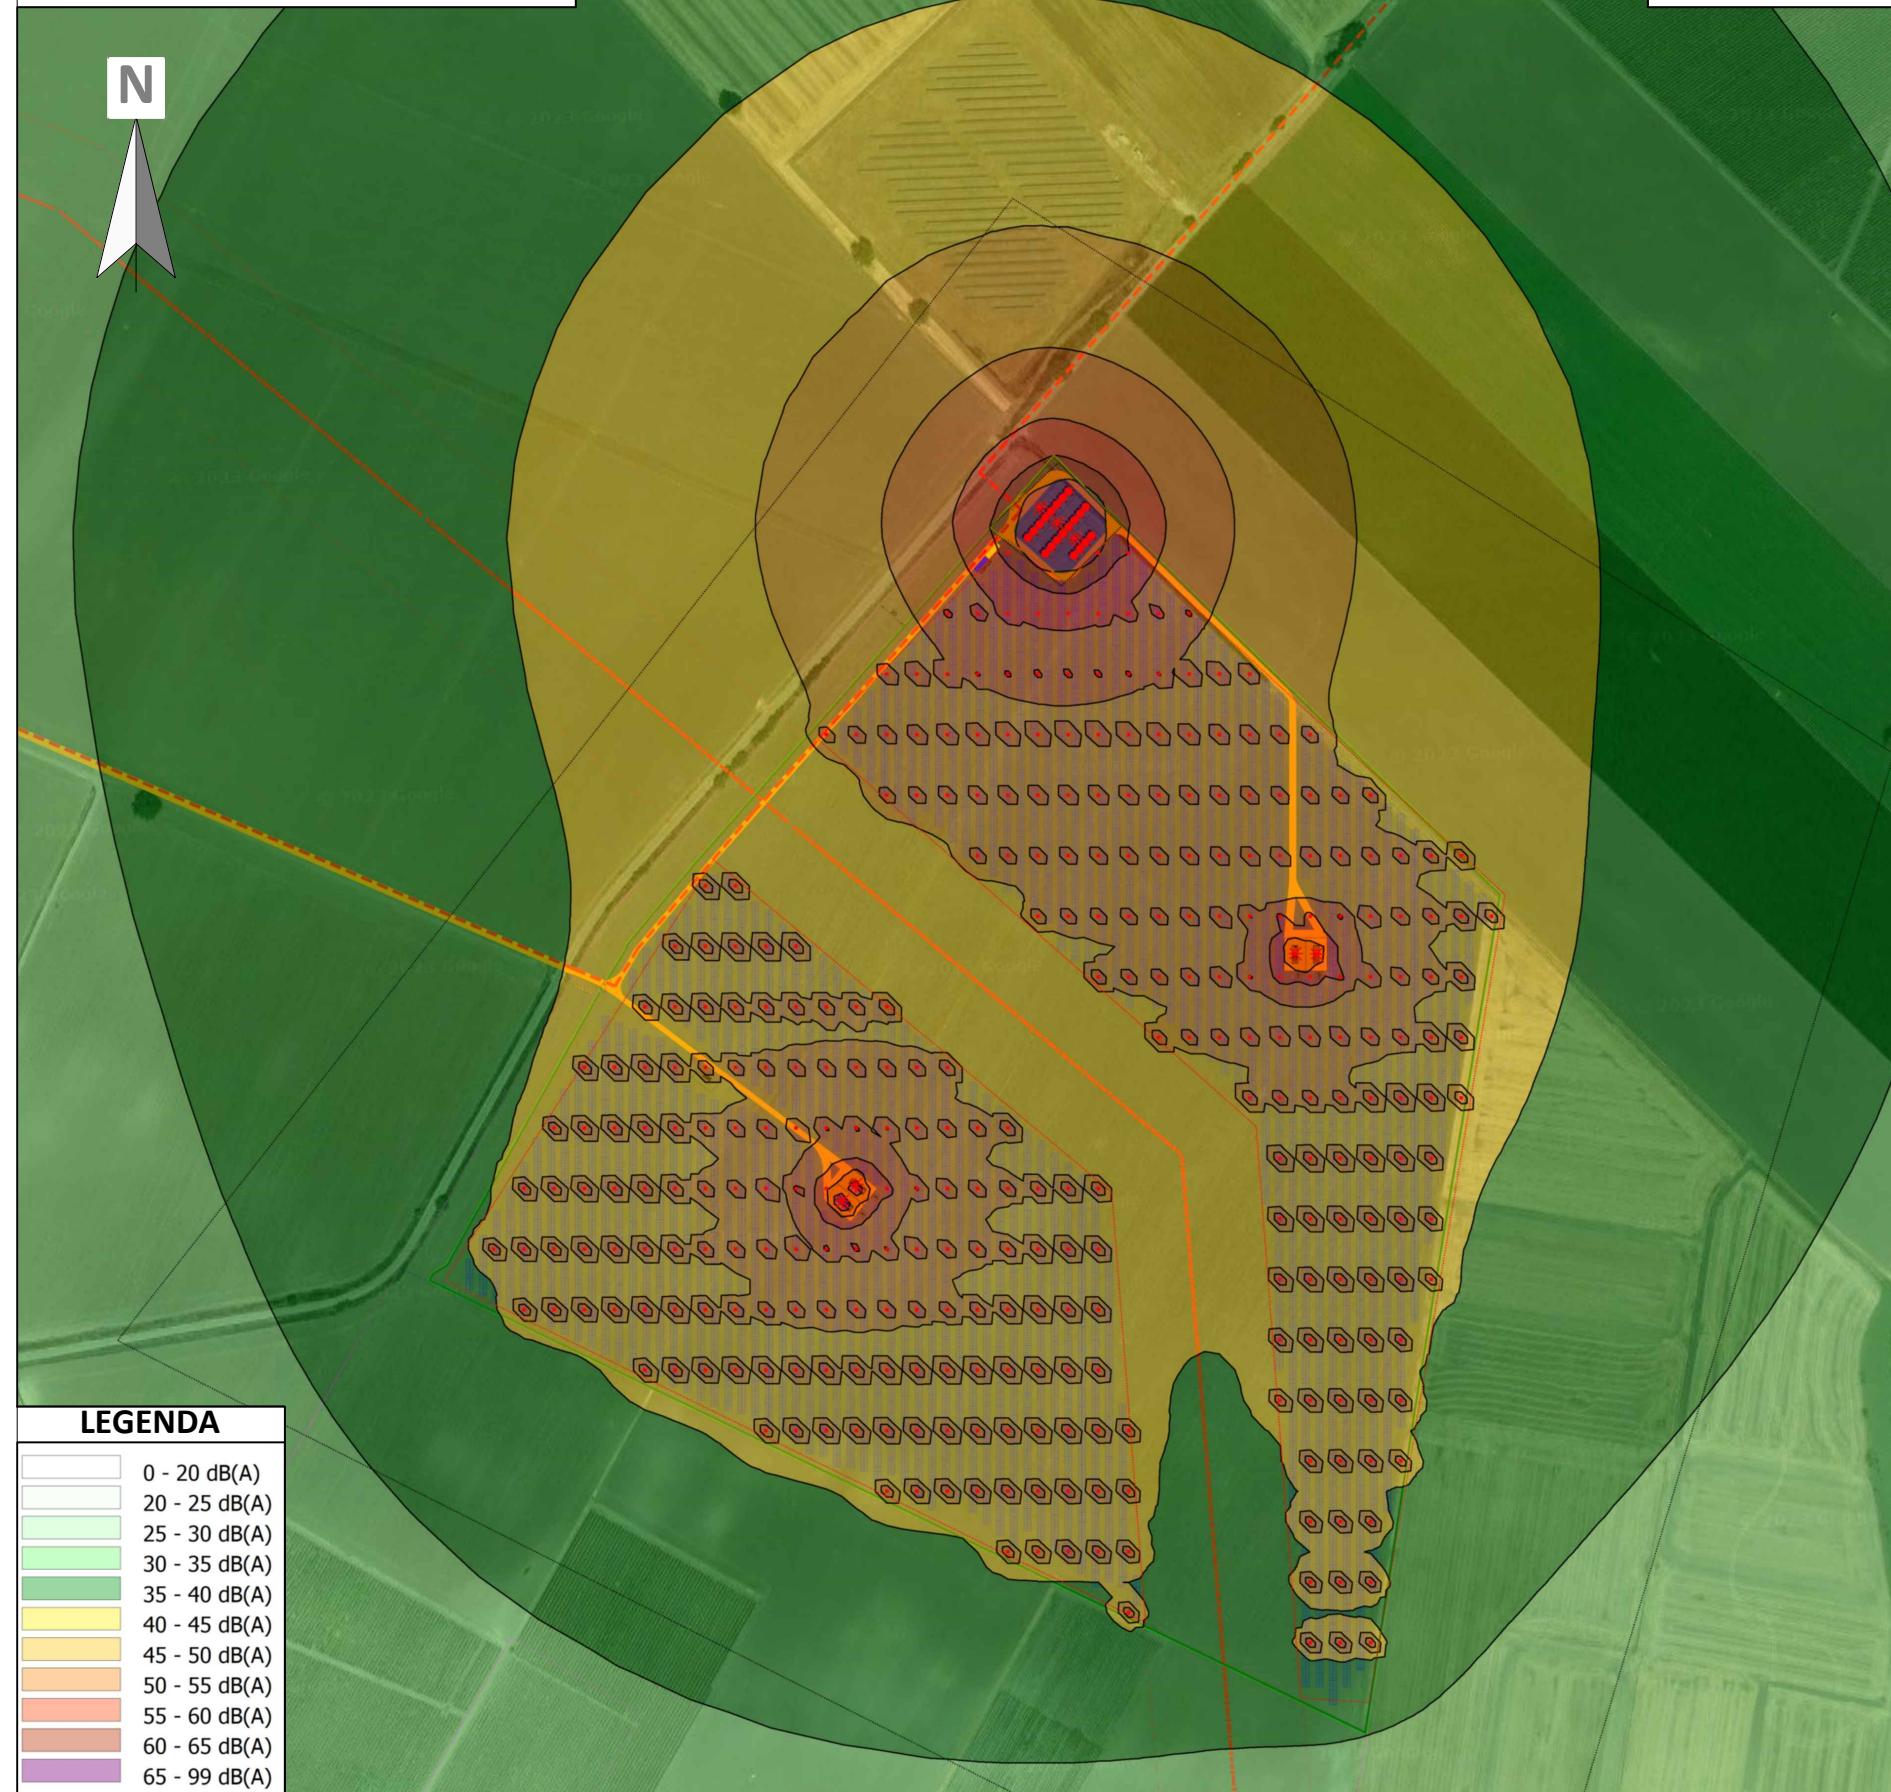 N
LEGENDA
0 - 20 dB(A)
20 - 25 dB(A)
25 - 30 dB(A)
30 - 35 dB(A)
35 - 40 dB(A)
40 - 45 dB(A)
45 - 50 dB(A)
50 - 55 dB(A)
55 - 60 dB(A)
60 - 65 dB(A)
65 - 99 dB(A)